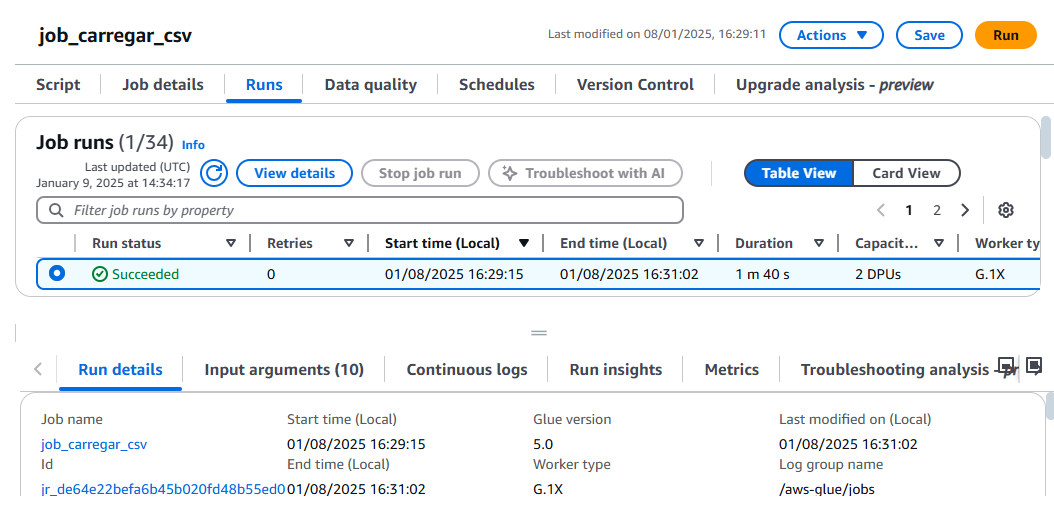 job_carregar_csv
Last modified on 08/01/2025, 16:29:11
Actions
Save
Run
Script
Job details
Runs
Data quality
Schedules
Version Control
Upgrade analysis - preview
Job runs (1/34) Info
Last updated (UTC)
January 9, 2025 at 14:34:17
View details
Stop job run
Troubleshoot with AI
Table View
Card View
Filter job runs by property
1 2
Run status Retries Start time (Local) End time (Local) Duration Capacit... Worker ty
Succeeded 0 01/08/2025 16:29:15 01/08/2025 16:31:02 1 m 40 s 2 DPUs G.1X
Run details
Input arguments (10)
Continuous logs
Run insights
Metrics
Troubleshooting analysis - pr
Job name Start time (Local) Glue version Last modified on (Local)
job_carregar_csv 01/08/2025 16:29:15 5.0 01/08/2025 16:31:02
Id End time (Local) Worker type Log group name
jr_de64e22befa6b45b020fd48b55ed0 01/08/2025 16:31:02 G.1X /aws-glue/jobs